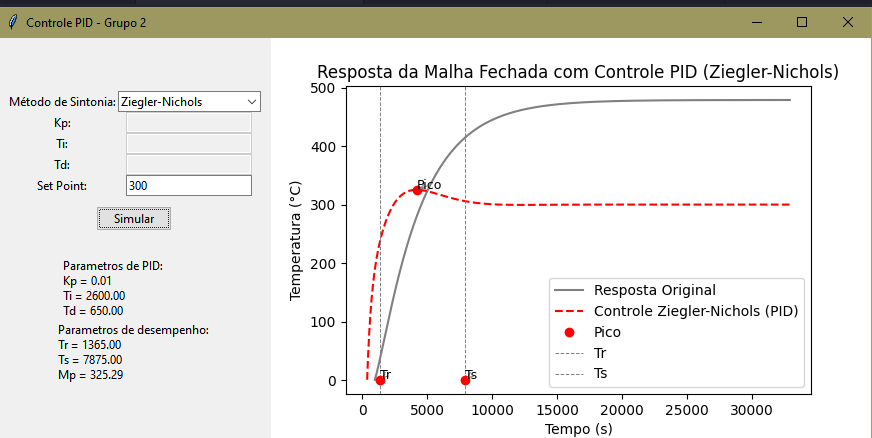 Controle PID - Grupo 2
Método de Sintonia: Ziegler-Nichols
Kp:
Ti:
Td:
Set Point: 300
Simular
Parametros de PID:
Kp = 0.01
Ti = 2600.00
Td = 650.00
Parametros de desempenho:
Tr = 1365.00
Ts = 7875.00
Mp = 325.29
Resposta da Malha Fechada com Controle PID (Ziegler-Nichols)
Temperatura (°C)
500
400
300
200
100
0
Pico
Tr
Ts
Resposta Original
Controle Ziegler-Nichols (PID)
Pico
Tr
Ts
0 5000 10000 15000 20000 25000 30000
Tempo (s)